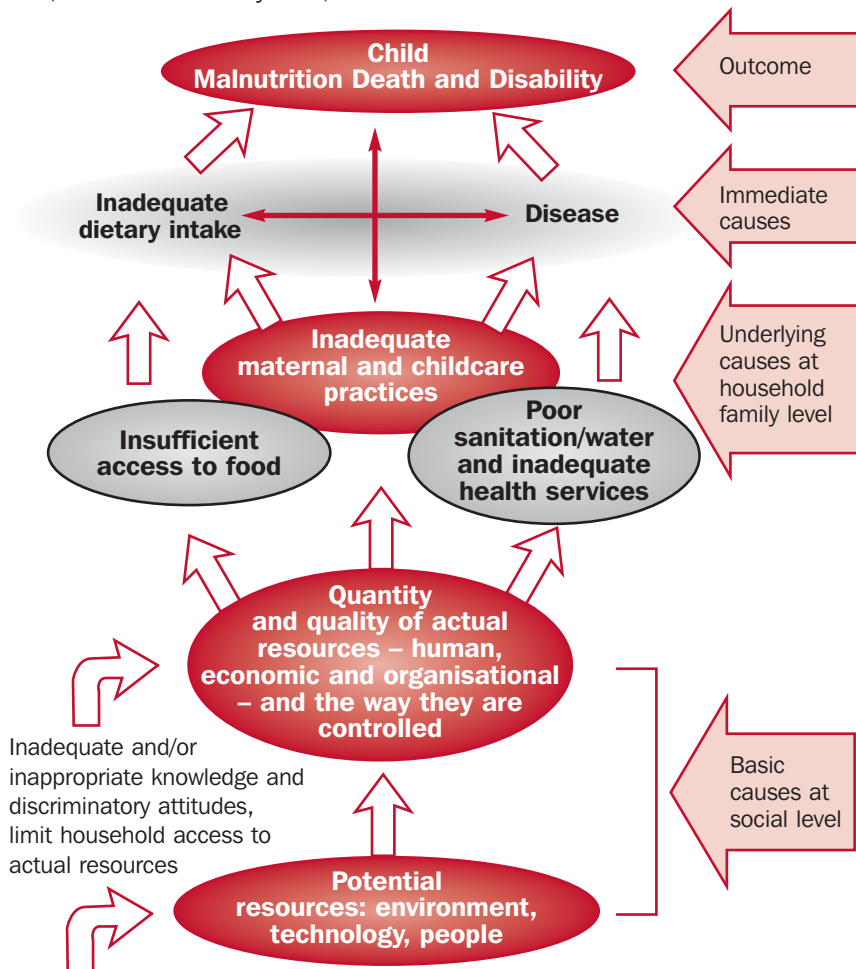 Child
Malnutrition Death and Disability
Outcome
Inadequate
dietary intake
Disease
Immediate
causes
Inadequate
maternal and childcare
practices
Underlying
causes at
household
family level
Insufficient
access to food
Poor
sanitation/water
and inadequate
health services
Quantity
and quality of actual
resources – human,
economic and organisational
– and the way they are
controlled
Inadequate and/or
inappropriate knowledge and
discriminatory attitudes,
limit household access to
actual resources
Basic
causes at
social level
Potential
resources: environment,
technology, people